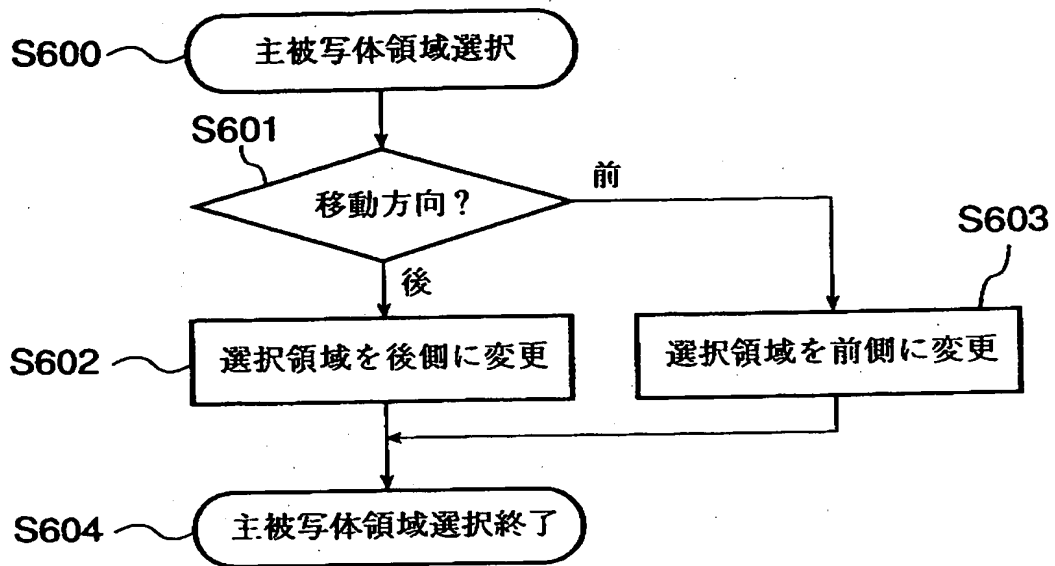 S600
主被写体領域選択
S601
移動方向？
前
後
S603
S602
選択領域を後側に変更
選択領域を前側に変更
S604
主被写体領域選択終了